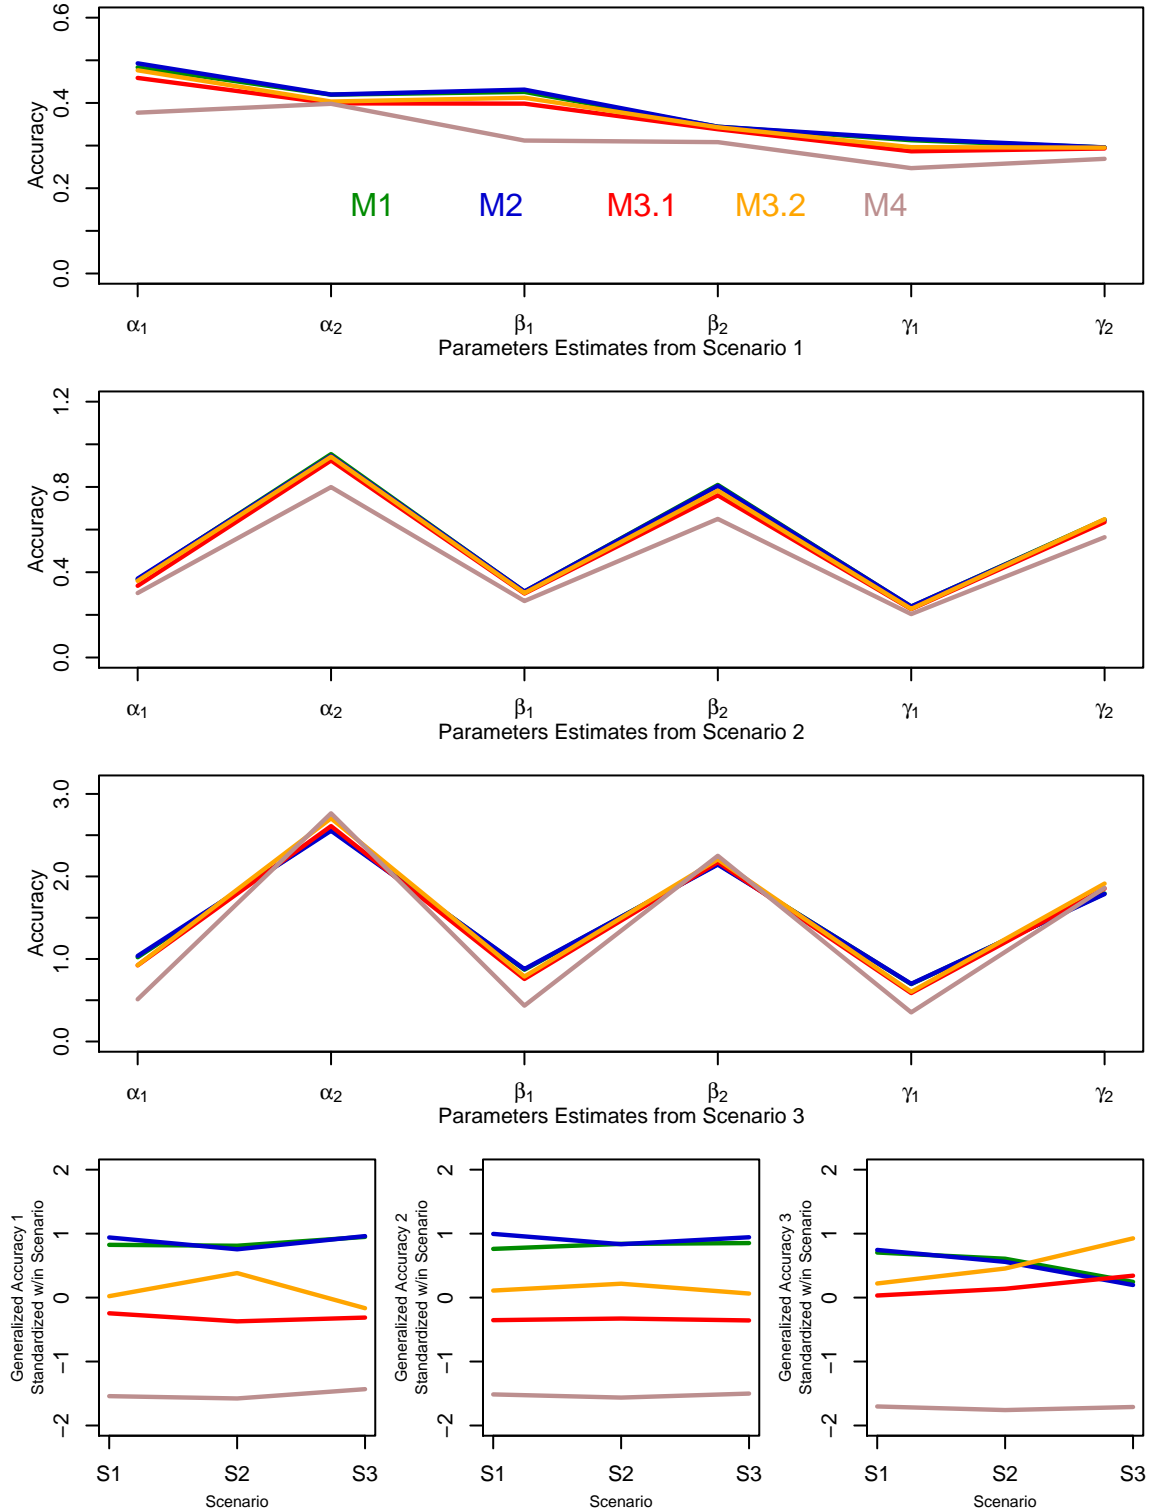 0.0 0.2 0.4 0.6
Accuracy
M1 M2 M3.1 M3.2 M4
α1 α2 β1 β2 γ1 γ2
Parameters Estimates from Scenario 1
0.0 0.4 0.8 1.2
Accuracy
α1 α2 β1 β2 γ1 γ2
Parameters Estimates from Scenario 2
0.0 1.0 2.0 3.0
Accuracy
α1 α2 β1 β2 γ1 γ2
Parameters Estimates from Scenario 3
Generalized Accuracy 1
Standardized w/in Scenario
−2 −1 0 1 2
S1 S2 S3
Scenario
Generalized Accuracy 2
Standardized w/in Scenario
−2 −1 0 1 2
S1 S2 S3
Scenario
Generalized Accuracy 3
Standardized w/in Scenario
−2 −1 0 1 2
S1 S2 S3
Scenario